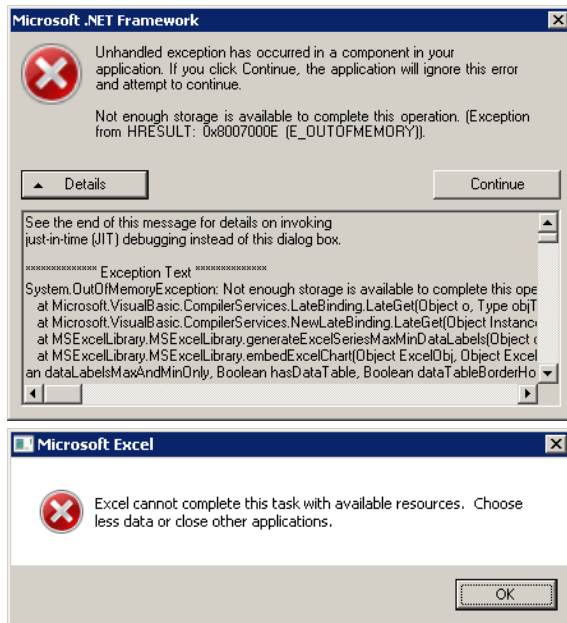 Microsoft .NET Framework
Unhandled exception has occurred in a component in your
application. If you click Continue, the application will ignore this error
and attempt to continue.
Not enough storage is available to complete this operation. (Exception
from HRESULT: 0x8007000E (E_OUTOFMEMORY)).
Details
Continue
See the end of this message for details on invoking
just-in-time (JIT) debugging instead of this dialog box.
************** Exception Text **************
System.OutOfMemoryException: Not enough storage is available to complete this ope
at Microsoft.VisualBasic.CompilerServices.LateBinding.LateGet(Object o, Type objT
at Microsoft.VisualBasic.CompilerServices.NewLateBinding.LateGet(Object Instanc
at MSExcelLibrary.MSExcelLibrary.generateExcelSeriesMaxMinDataLabels(Object
at MSExcelLibrary.MSExcelLibrary.embedExcelChart(Object ExcelObj, Object Excel
an dataLabelsMaxAndMinOnly, Boolean hasDataTable, Boolean dataTableBorderHo
Microsoft Excel
Excel cannot complete this task with available resources. Choose
less data or close other applications.
OK